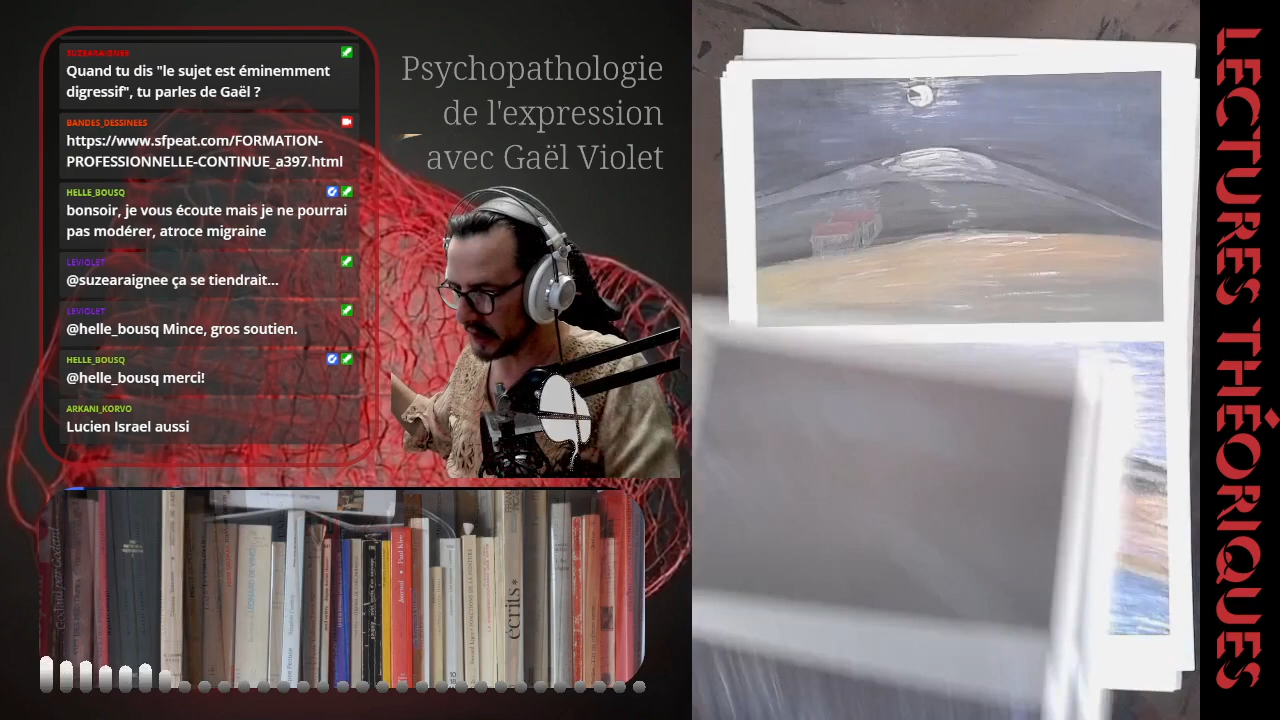 SUZEARAIGNEE
Quand tu dis "le sujet est éminemment
digressif", tu parles de Gaël ?
BANDES_DESSINEES
https://www.sfpeat.com/FORMATION-
PROFESSIONNELLE-CONTINUE_a397.html
HELLE_BOUSQ
bonsoir, je vous écoute mais je ne pourrai
pas modérer, atroce migraine
LEVIOLET
@suzearaignee ça se tiendrait...
LEVIOLET
@helle_bousq Mince, gros soutien.
HELLE_BOUSQ
@helle_bousq merci!
ARKANI_KORVO
Lucien Israel aussi
Psychopathologie
de l'expression
avec Gaël Violet
Journal • Paul Klee
écrits*
LECTURES THÉORIQUES